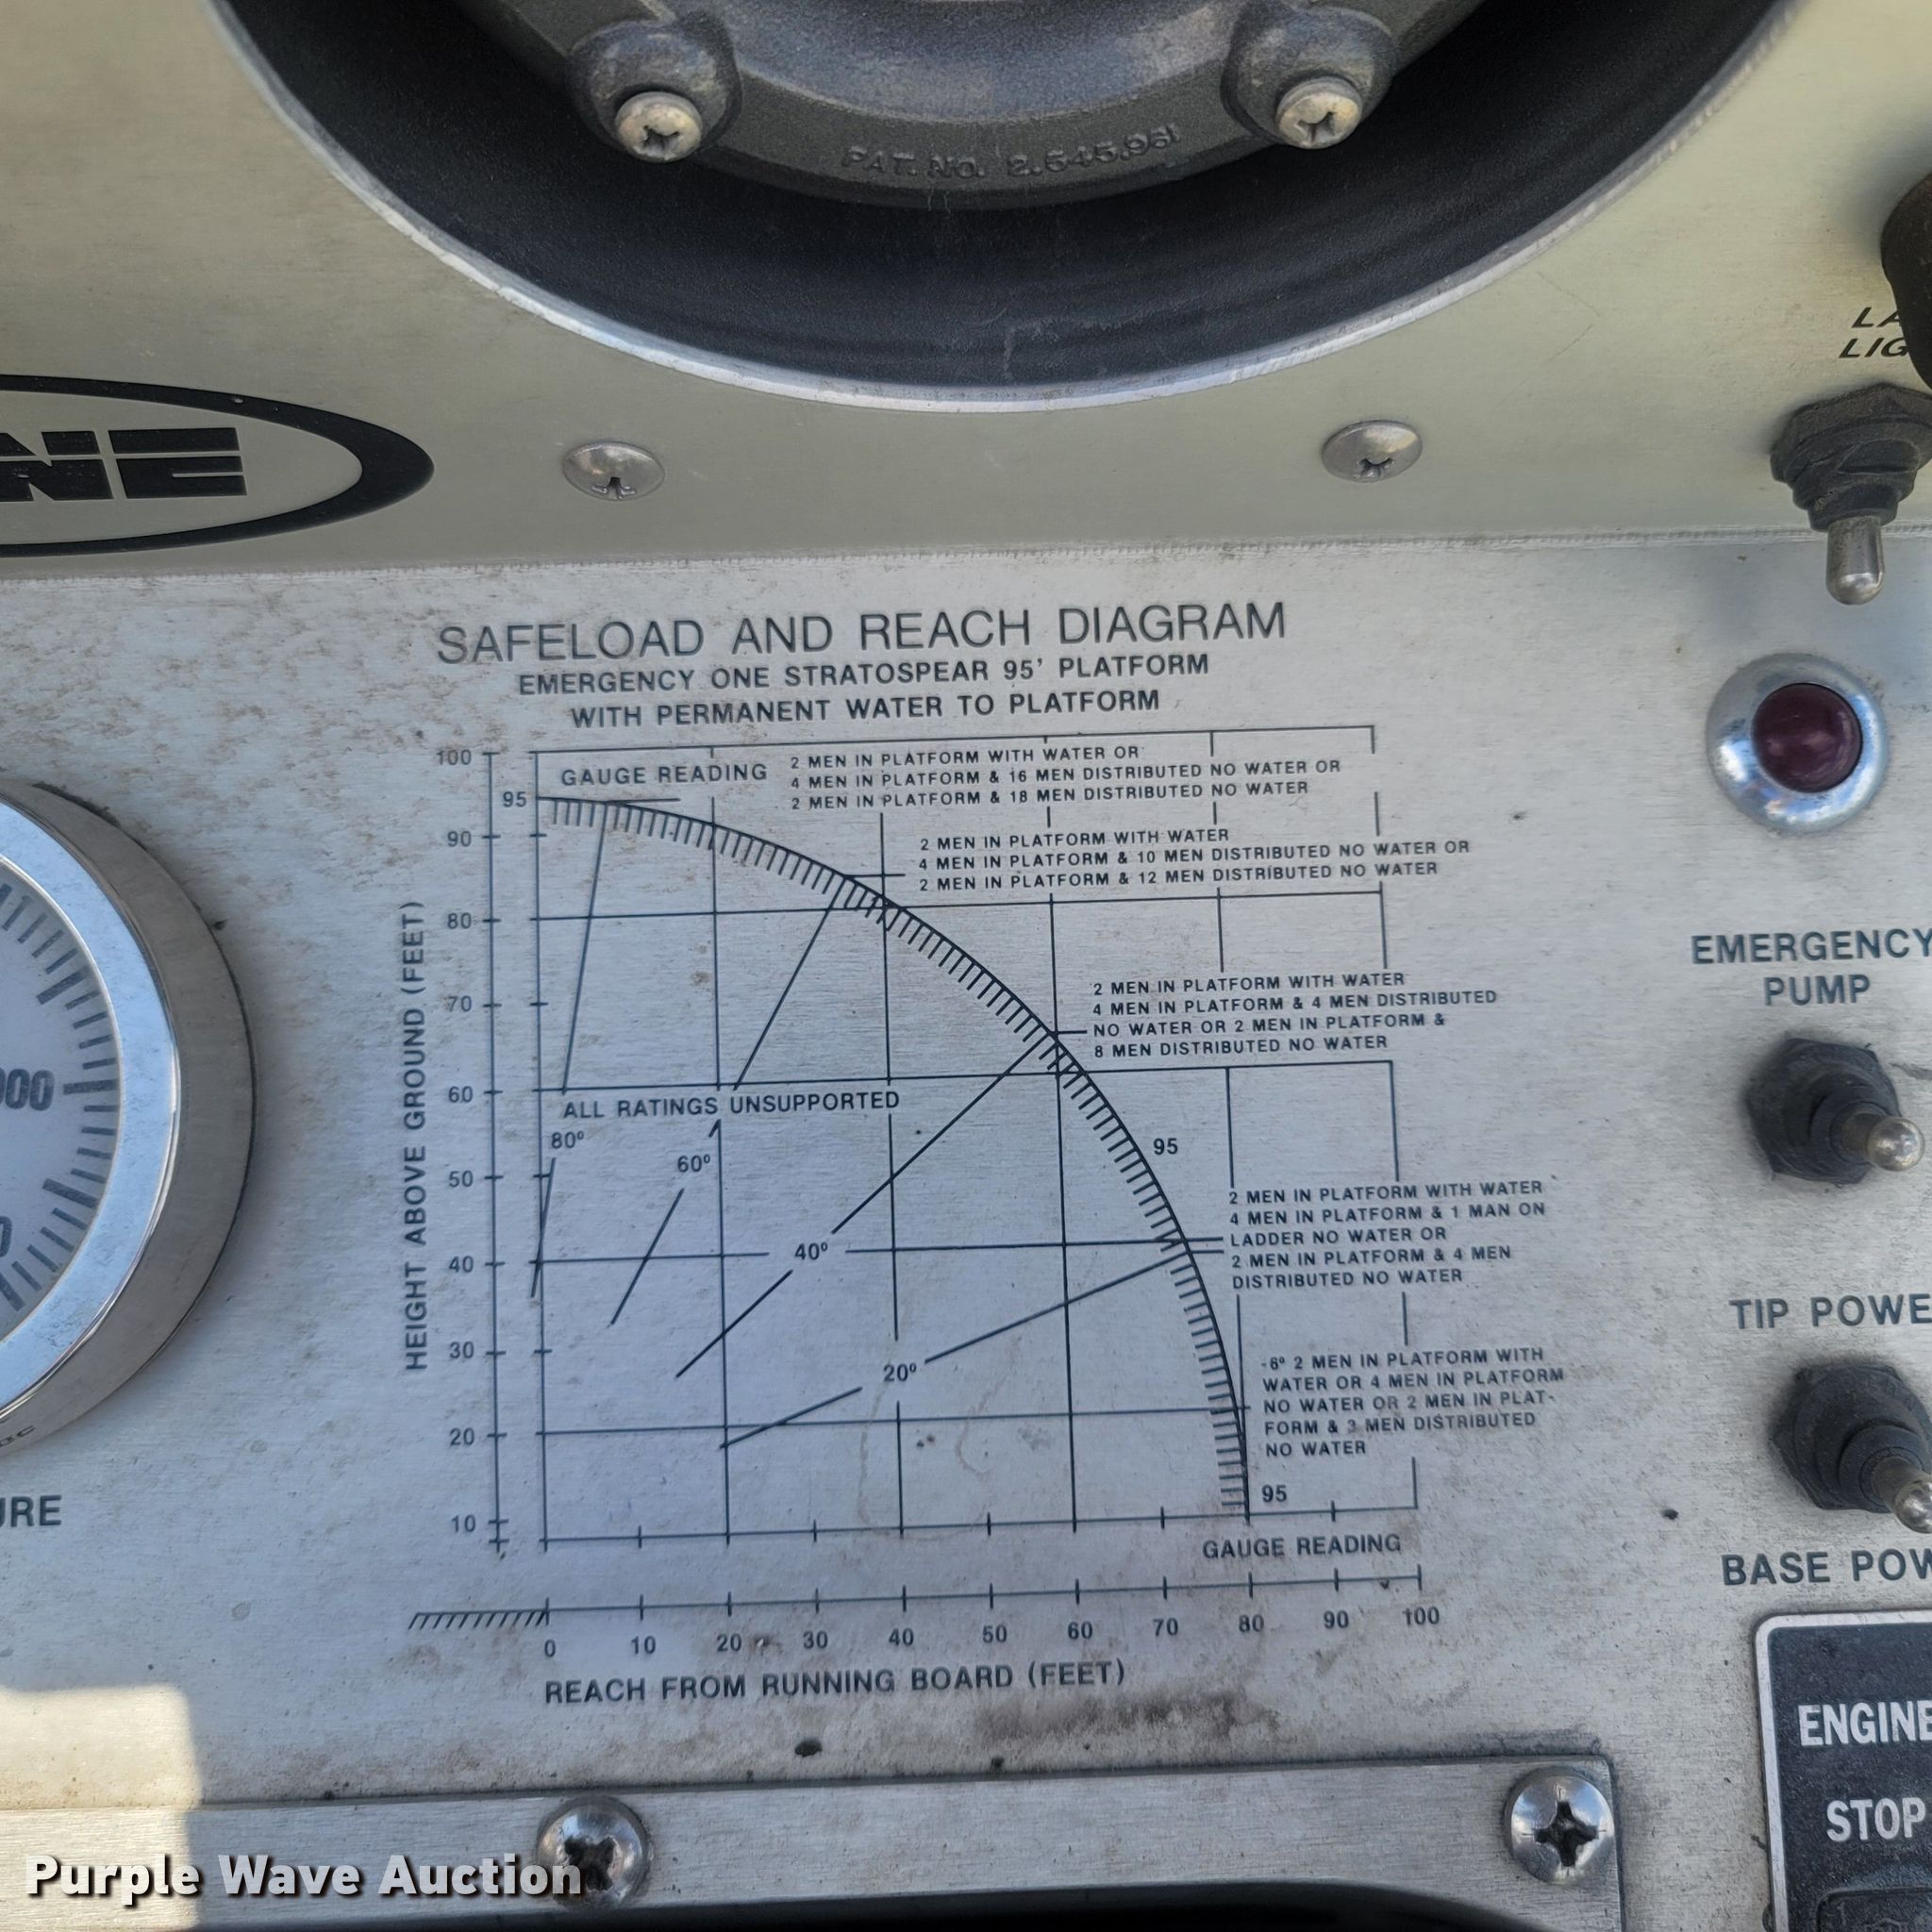 PAT. NO. 2,545,961
NE
SAFELOAD AND REACH DIAGRAM
EMERGENCY ONE STRATOSPEAR 95' PLATFORM
WITH PERMANENT WATER TO PLATFORM
GAUGE READING
2 MEN IN PLATFORM WITH WATER OR
4 MEN IN PLATFORM & 16 MEN DISTRIBUTED NO WATER OR
2 MEN IN PLATFORM & 18 MEN DISTRIBUTED NO WATER
2 MEN IN PLATFORM WITH WATER
4 MEN IN PLATFORM & 10 MEN DISTRIBUTED NO WATER OR
2 MEN IN PLATFORM & 12 MEN DISTRIBUTED NO WATER
2 MEN IN PLATFORM WITH WATER
4 MEN IN PLATFORM & 4 MEN DISTRIBUTED
NO WATER OR 2 MEN IN PLATFORM &
8 MEN DISTRIBUTED NO WATER
ALL RATINGS UNSUPPORTED
80°
60°
40°
20°
95
2 MEN IN PLATFORM WITH WATER
4 MEN IN PLATFORM & 1 MAN ON
LADDER NO WATER OR
2 MEN IN PLATFORM & 4 MEN
DISTRIBUTED NO WATER
-6° 2 MEN IN PLATFORM WITH
WATER OR 4 MEN IN PLATFORM
NO WATER OR 2 MEN IN PLAT-
FORM & 3 MEN DISTRIBUTED
NO WATER
95
GAUGE READING
100
95
90
80
70
60
50
40
30
20
10
HEIGHT ABOVE GROUND (FEET)
0 10 20 30 40 50 60 70 80 90 100
REACH FROM RUNNING BOARD (FEET)
EMERGENCY
PUMP
TIP POWE
BASE POW
ENGINE
STOP
000
0
URE
Purple Wave Auction